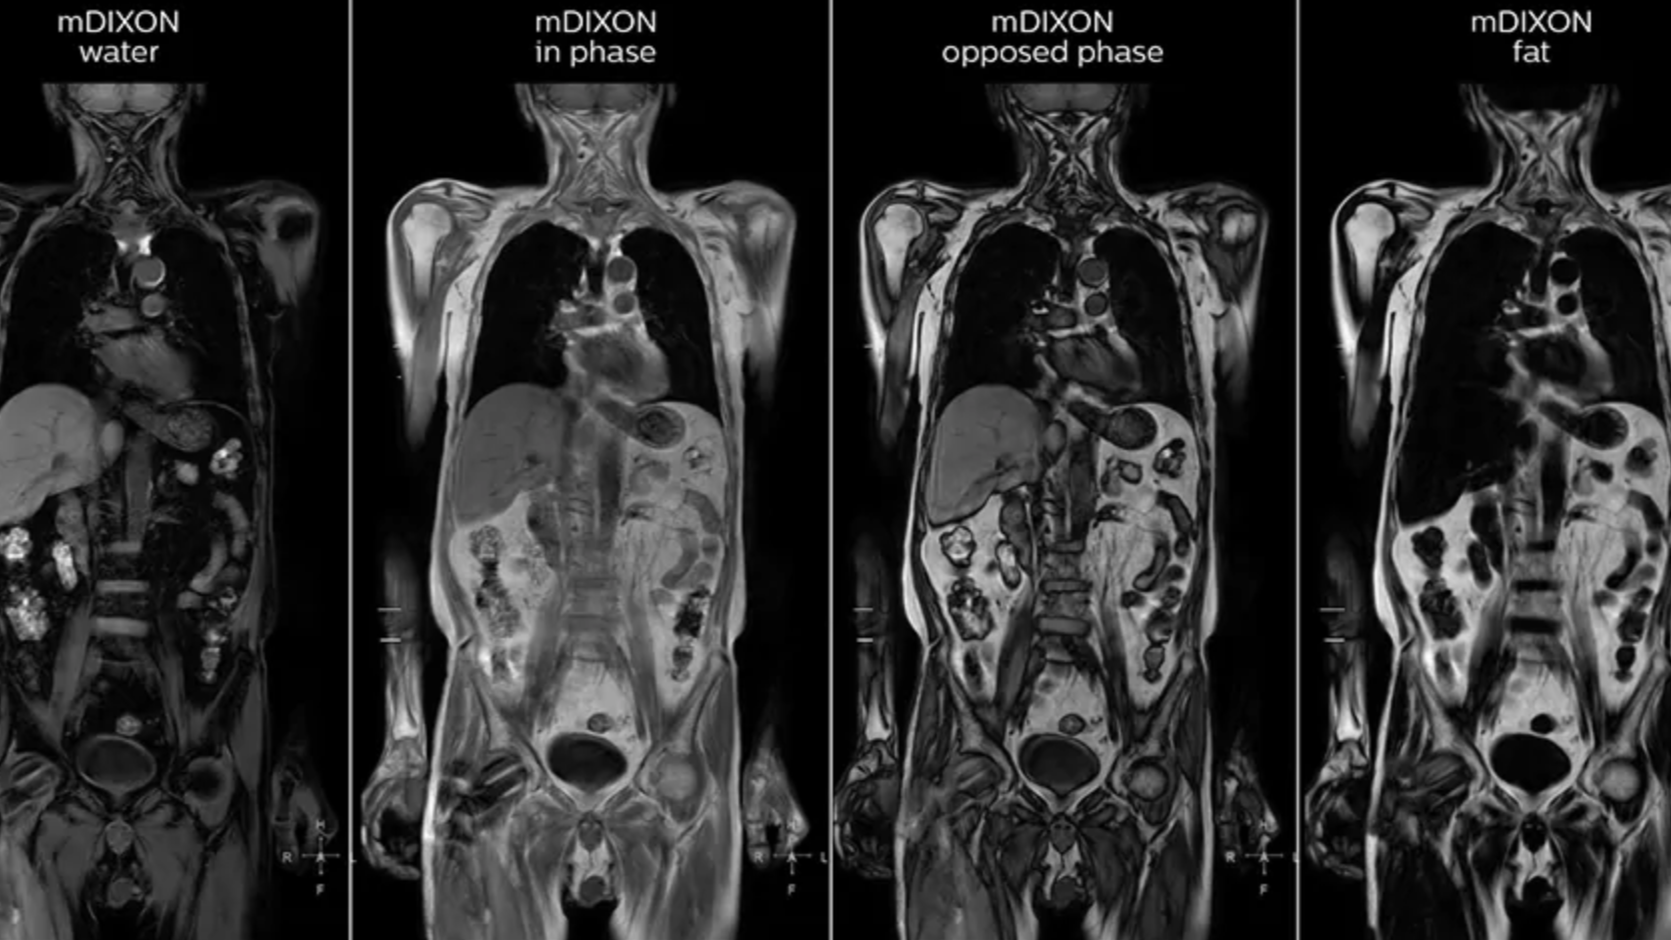 mDIXON
water
mDIXON
in phase
mDIXON
opposed phase
mDIXON
fat
H
R A L
F
H
R A L
F
H
R A L
F